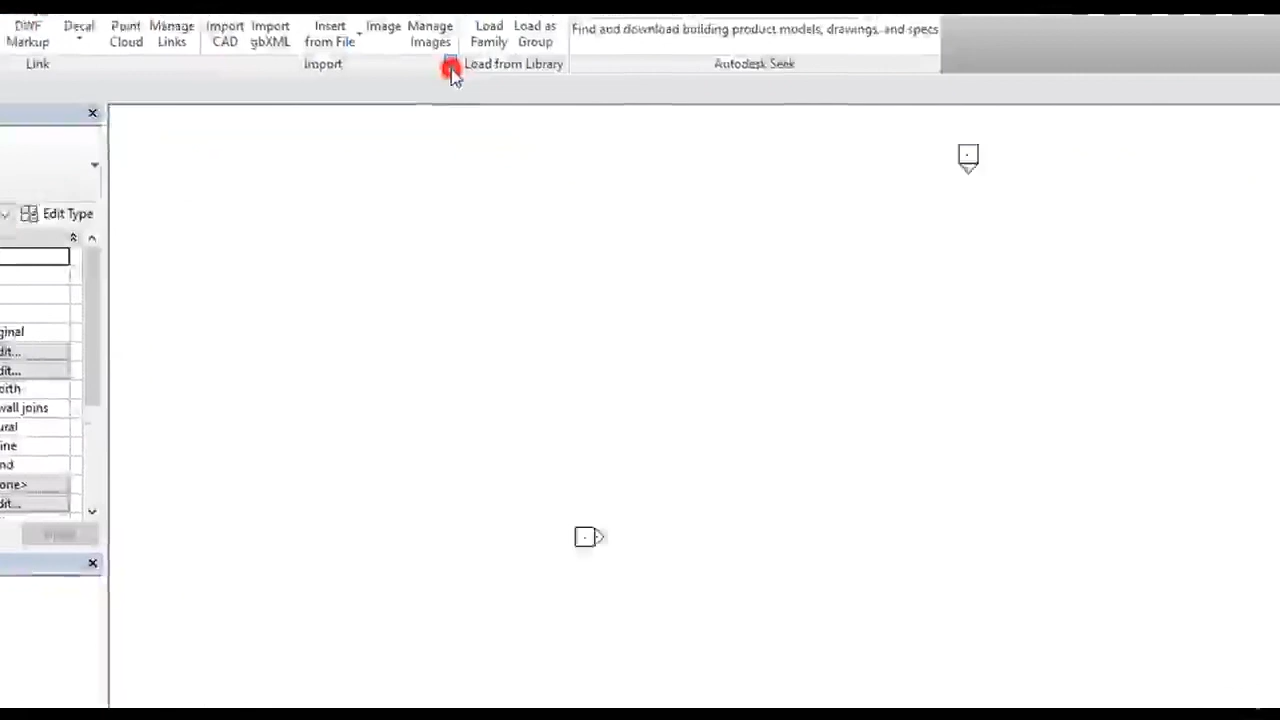 DWF Decal Point Manage Import Import Insert Image Manage Load Load as
Markup Cloud Links CAD gbXML from File Images Family Group
Find and download building product models, drawings, and specs
Link Import Load from Library Autodesk Seek
Edit Type
ginal
dit...
dit...
orth
wall joins
ural
ine
nd
one>
dit...